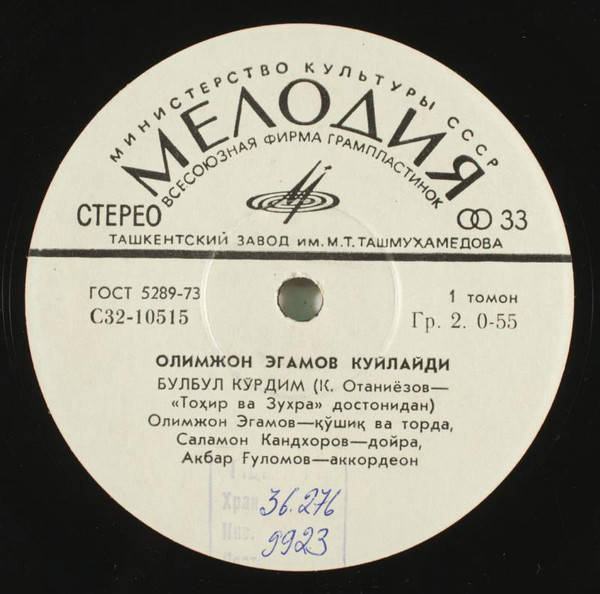 МИНИСТЕРСТВО КУЛЬТУРЫ СССР
МЕЛОДИЯ
ВСЕСОЮЗНАЯ ФИРМА ГРАМПЛАСТИНОК
СТЕРЕО
33
ТАШКЕНТСКИЙ ЗАВОД ИМ. М.Т. ТАШМУХАМЕДОВА
ГОСТ 5289-73
1 томон
С32-10515
Гр. 2. 0-55
ОЛИМЖОН ЭГАМОВ КУЙЛАЙДИ
БУЛБУЛ КЎРДИМ (К. Отаниёзов—
«Тоҳир ва Зухра» достонидан)
Олимжон Эгамов—қўшиқ ва торда,
Саламон Кандхоров—дойра,
Акбар Ғуломов—аккордеон
36.276
9923